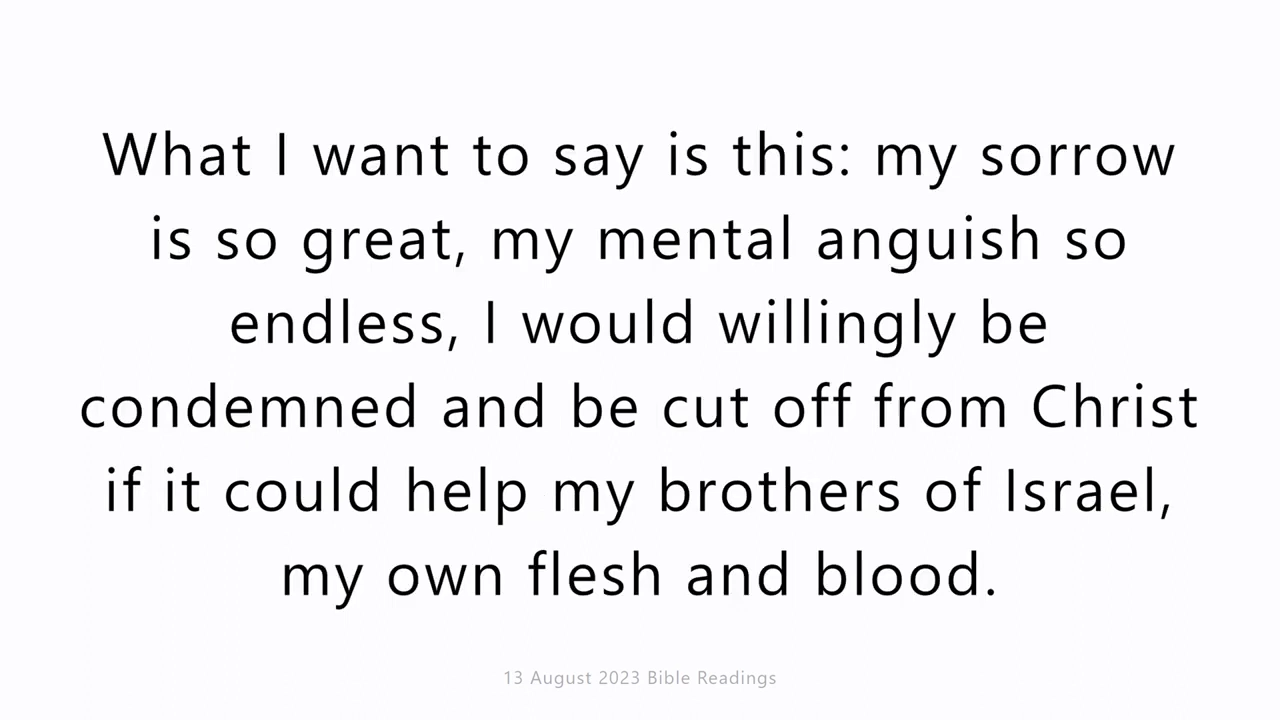 What I want to say is this: my sorrow
is so great, my mental anguish so
endless, I would willingly be
condemned and be cut off from Christ
if it could help my brothers of Israel,
my own flesh and blood.
13 August 2023 Bible Readings